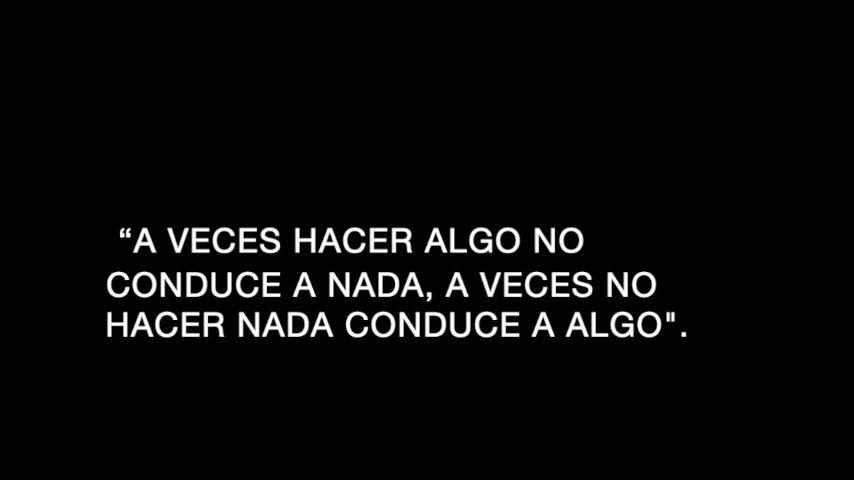 “A VECES HACER ALGO NO
CONDUCE A NADA, A VECES NO
HACER NADA CONDUCE A ALGO".